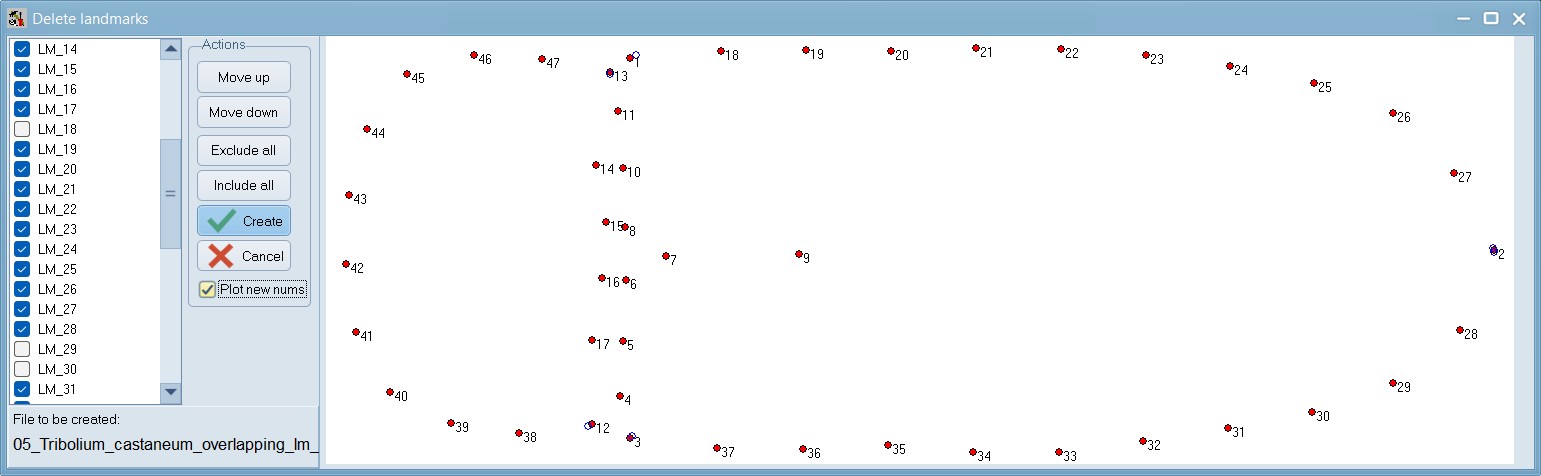 Delete landmarks
LM_14
LM_15
LM_16
LM_17
LM_18
LM_19
LM_20
LM_21
LM_22
LM_23
LM_24
LM_25
LM_26
LM_27
LM_28
LM_29
LM_30
LM_31
File to be created:
05_Tribolium_castaneum_overlapping_lm_
Actions
Move up
Move down
Exclude all
Include all
Create
Cancel
Plot new nums
46 47 1 18 19 20 21 22 23
45 13 24
25
11 26
44
14 10 27
43
15 8 2
42 7 9
16 6
41 17 5 28
40 4 29
30
39 12 31
38 3 32
37 36 35 34 33